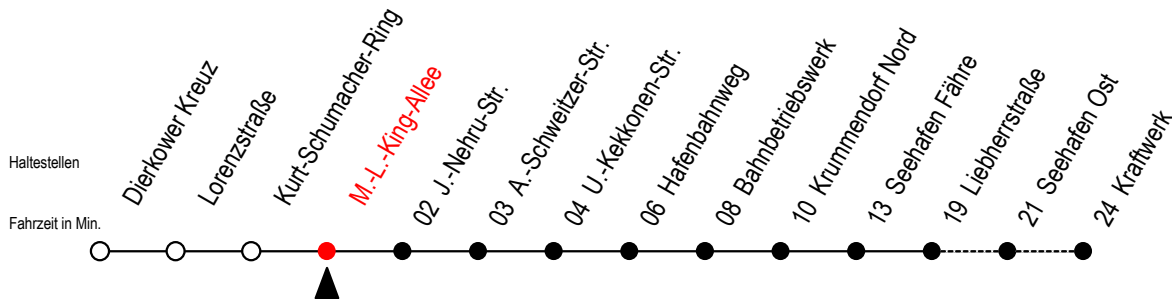 Haltestellen
Fahrzeit in Min.
Dierkower Kreuz
Lorenzstraße
Kurt-Schumacher-Ring
M.-L.-King-Allee
02 J.-Nehru-Str.
03 A.-Schweitzer-Str.
04 U.-Kekkonen-Str.
06 Hafenbahnweg
08 Bahnbetriebswerk
10 Krummendorf Nord
13 Seehafen Fähre
19 Liebherrstraße
21 Seehafen Ost
24 Kraftwerk